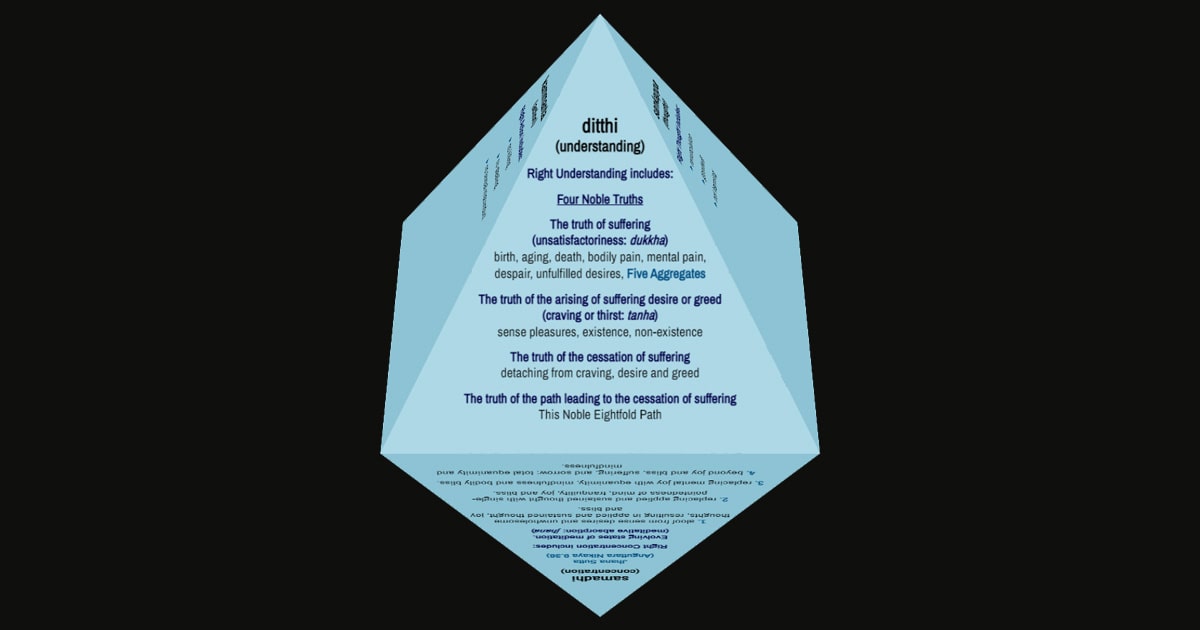 ditthi
(understanding)
Right Understanding includes:
Four Noble Truths
The truth of suffering
(unsatisfactoriness: dukkha)
birth, aging, death, bodily pain, mental pain,
despair, unfulfilled desires, Five Aggregates
The truth of the arising of suffering desire or greed
(craving or thirst: tanha)
sense pleasures, existence, non-existence
The truth of the cessation of suffering
detaching from craving, desire and greed
The truth of the path leading to the cessation of suffering
This Noble Eightfold Path
samadhi
(concentration)
Jhana Sutta
(Anguttara Nikaya 9.36)
Right Concentration includes:
Evolving states of meditation.
(meditative absorption: jhana)
1. aloof from sense desires and unwholesome
thoughts, resulting in applied and sustained thought, joy
and bliss.
2. replacing applied and sustained thought with single-
pointedness of mind, tranquility, joy and bliss.
3. replacing mental joy with equanimity, mindfulness and bodily bliss.
4. beyond joy and bliss, suffering, and sorrow: total equanimity and
mindfulness.